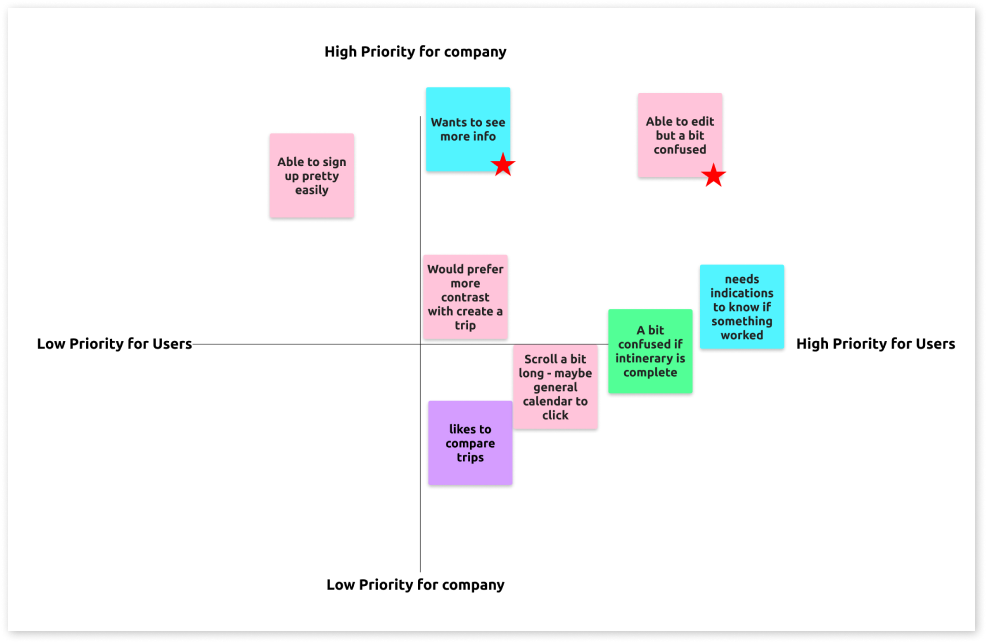 High Priority for company
Wants to see
more info
Able to edit
but a bit
confused
Able to sign
up pretty
easily
Would prefer
more
contrast
with create a
trip
needs
indications
to know if
something
worked
A bit
confused if
intinerary is
complete
Low Priority for Users
High Priority for Users
Scroll a bit
long - maybe
general
calendar to
click
likes to
compare
trips
Low Priority for company